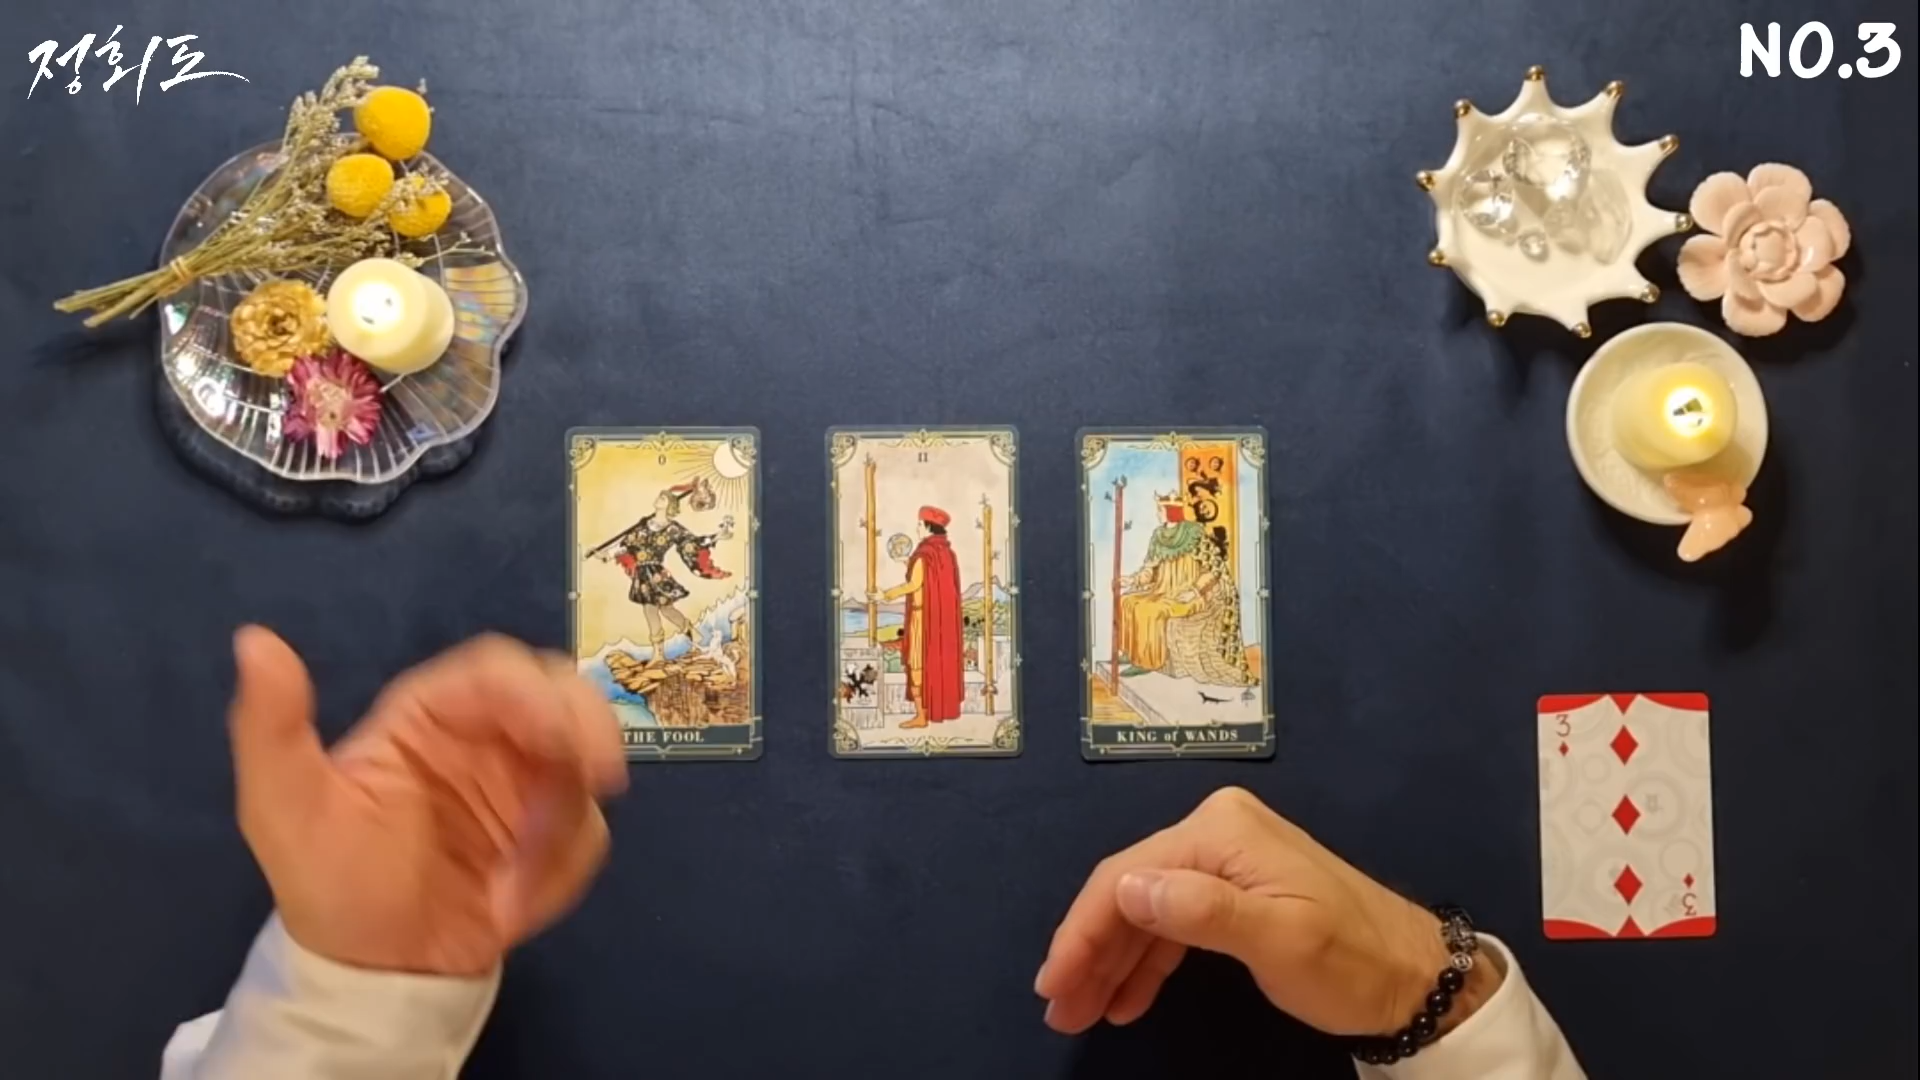 정회도
NO.3
0
THE FOOL
II
KING of WANDS
3
3